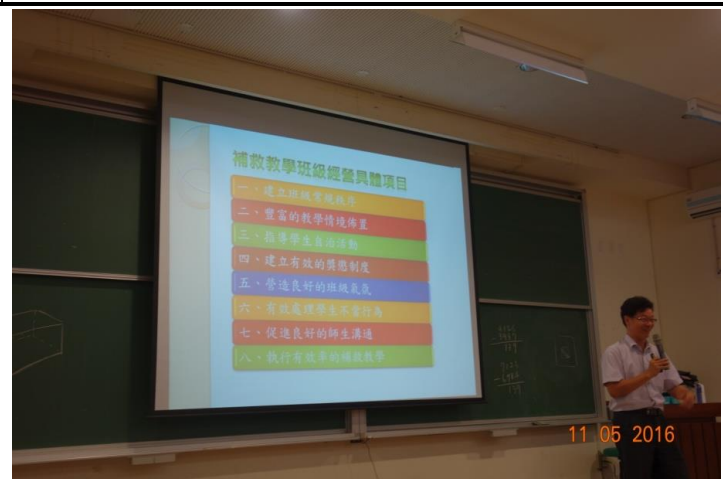 補救教學班級經營具體項目
一、建立班級常規秩序
二、豐富的教學情境佈置
三、指導學生自治活動
四、建立有效的獎懲制度
五、營造良好的班級氣氛
六、有效處理學生不當行為
七、促進良好的師生溝通
八、執行有效率的補救教學
11 05 2016